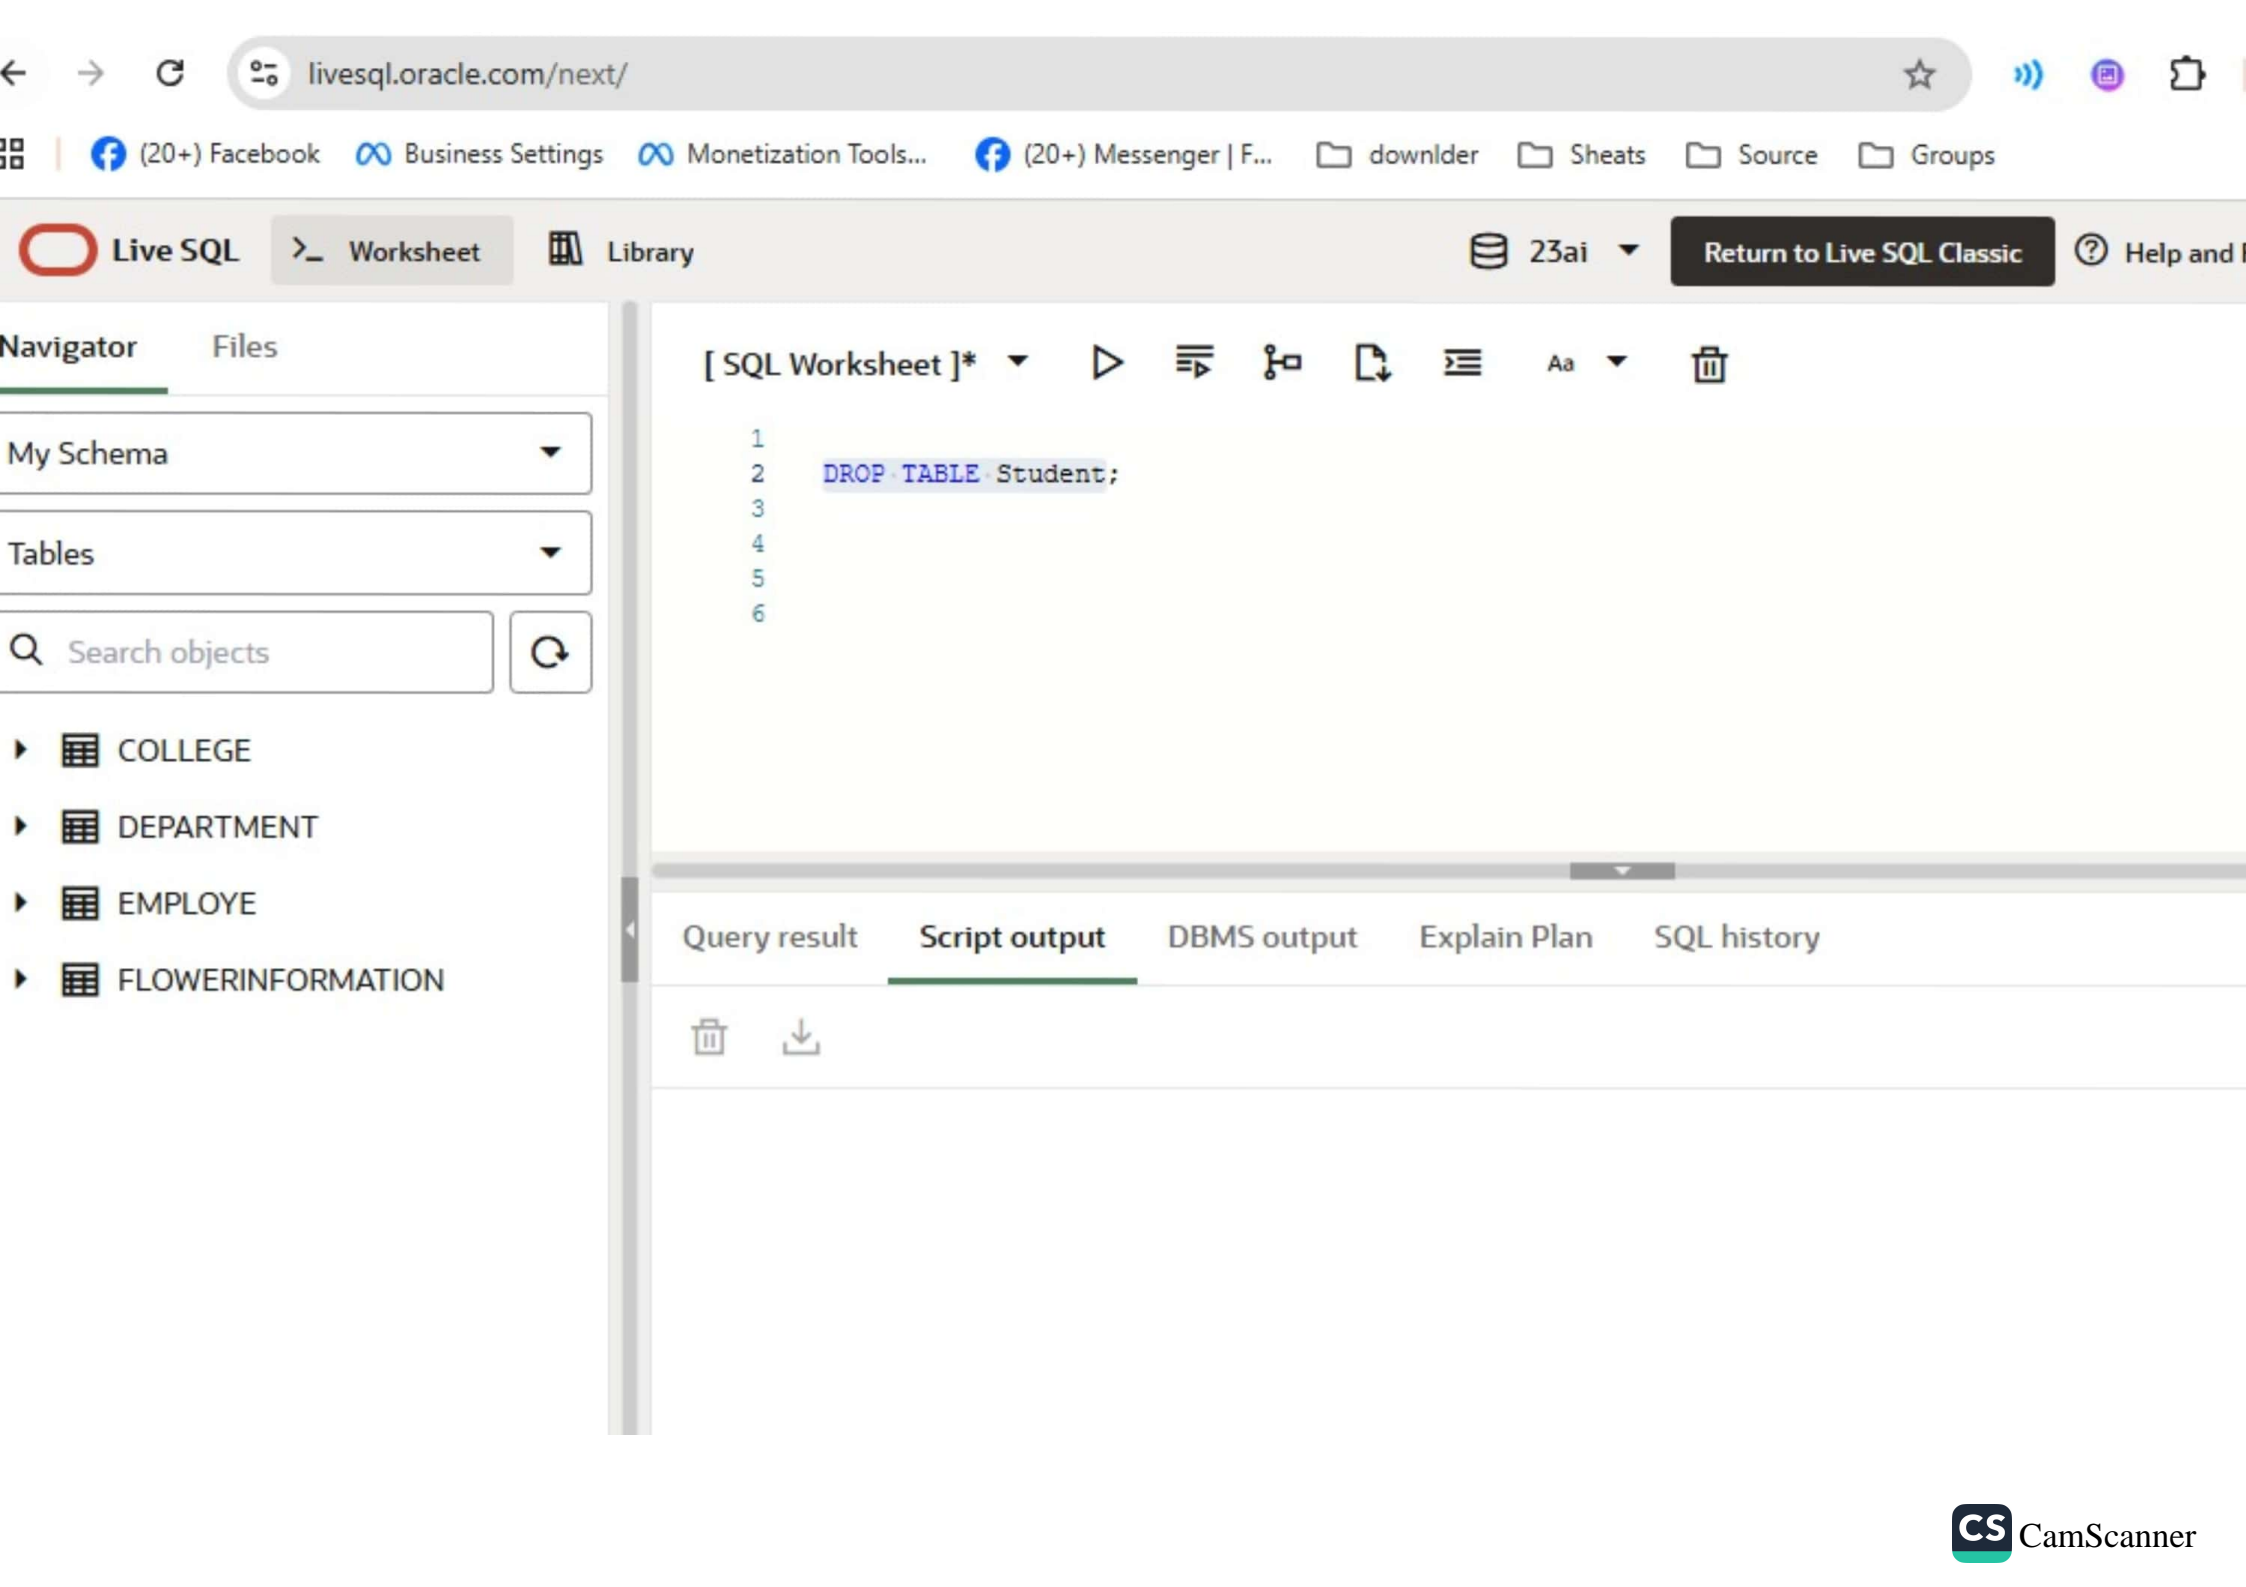 livesql.oracle.com/next/
(20+) Facebook Business Settings Monetization Tools... (20+) Messenger | F... downlder Sheats Source Groups
Live SQL >_ Worksheet Library 23ai Return to Live SQL Classic Help and
Navigator Files
[ SQL Worksheet ]* Aa
My Schema
Tables
Search objects
COLLEGE
DEPARTMENT
EMPLOYE
FLOWERINFORMATION
1
2 DROP TABLE Student;
3
4
5
6
Query result Script output DBMS output Explain Plan SQL history
CS CamScanner